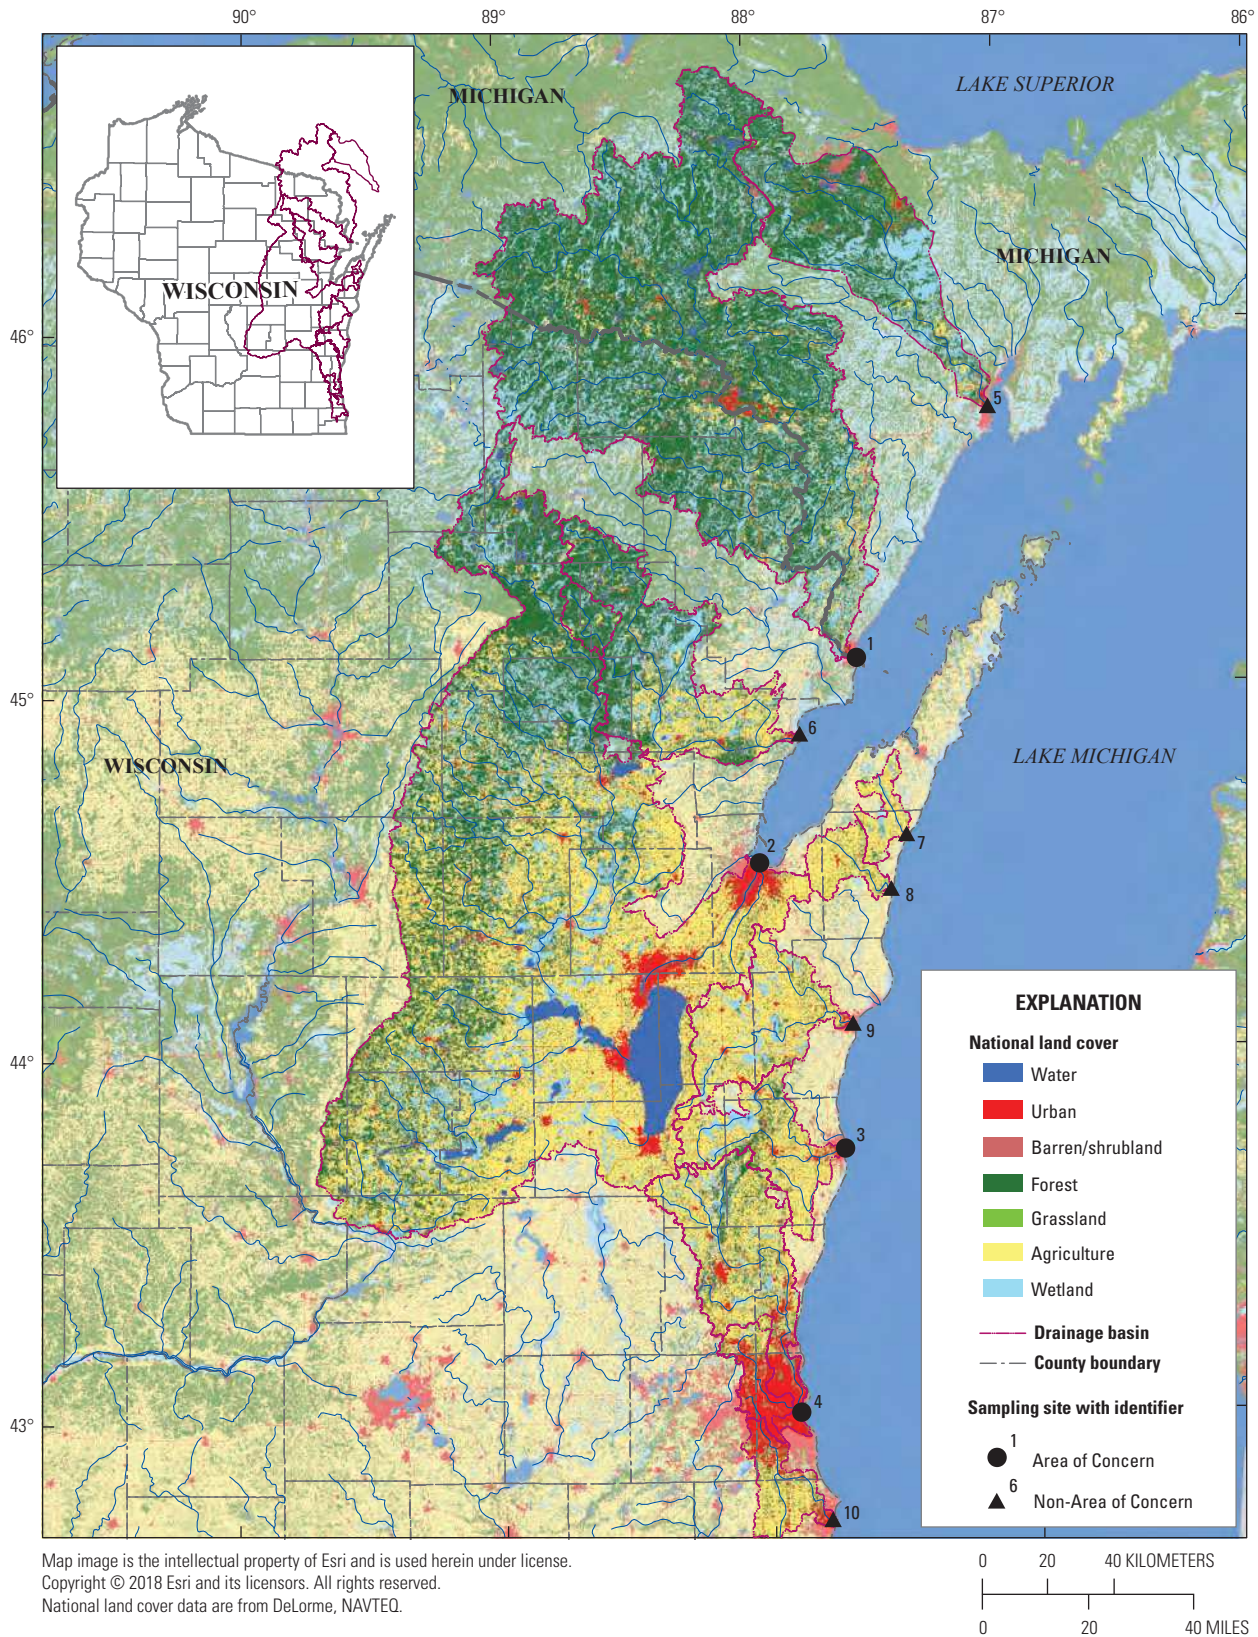 90°
89°
88°
87°
86°
MICHIGAN
LAKE SUPERIOR
MICHIGAN
WISCONSIN
46°
5
1
45°
6
WISCONSIN
LAKE MICHIGAN
7
2
8
9
44°
3
4
43°
10
EXPLANATION
National land cover
Water
Urban
Barren/shrubland
Forest
Grassland
Agriculture
Wetland
Drainage basin
County boundary
Sampling site with identifier
1
Area of Concern
6
Non-Area of Concern
Map image is the intellectual property of Esri and is used herein under license.
Copyright © 2018 Esri and its licensors. All rights reserved.
National land cover data are from DeLorme, NAVTEQ.
0 20 40 KILOMETERS
0 20 40 MILES